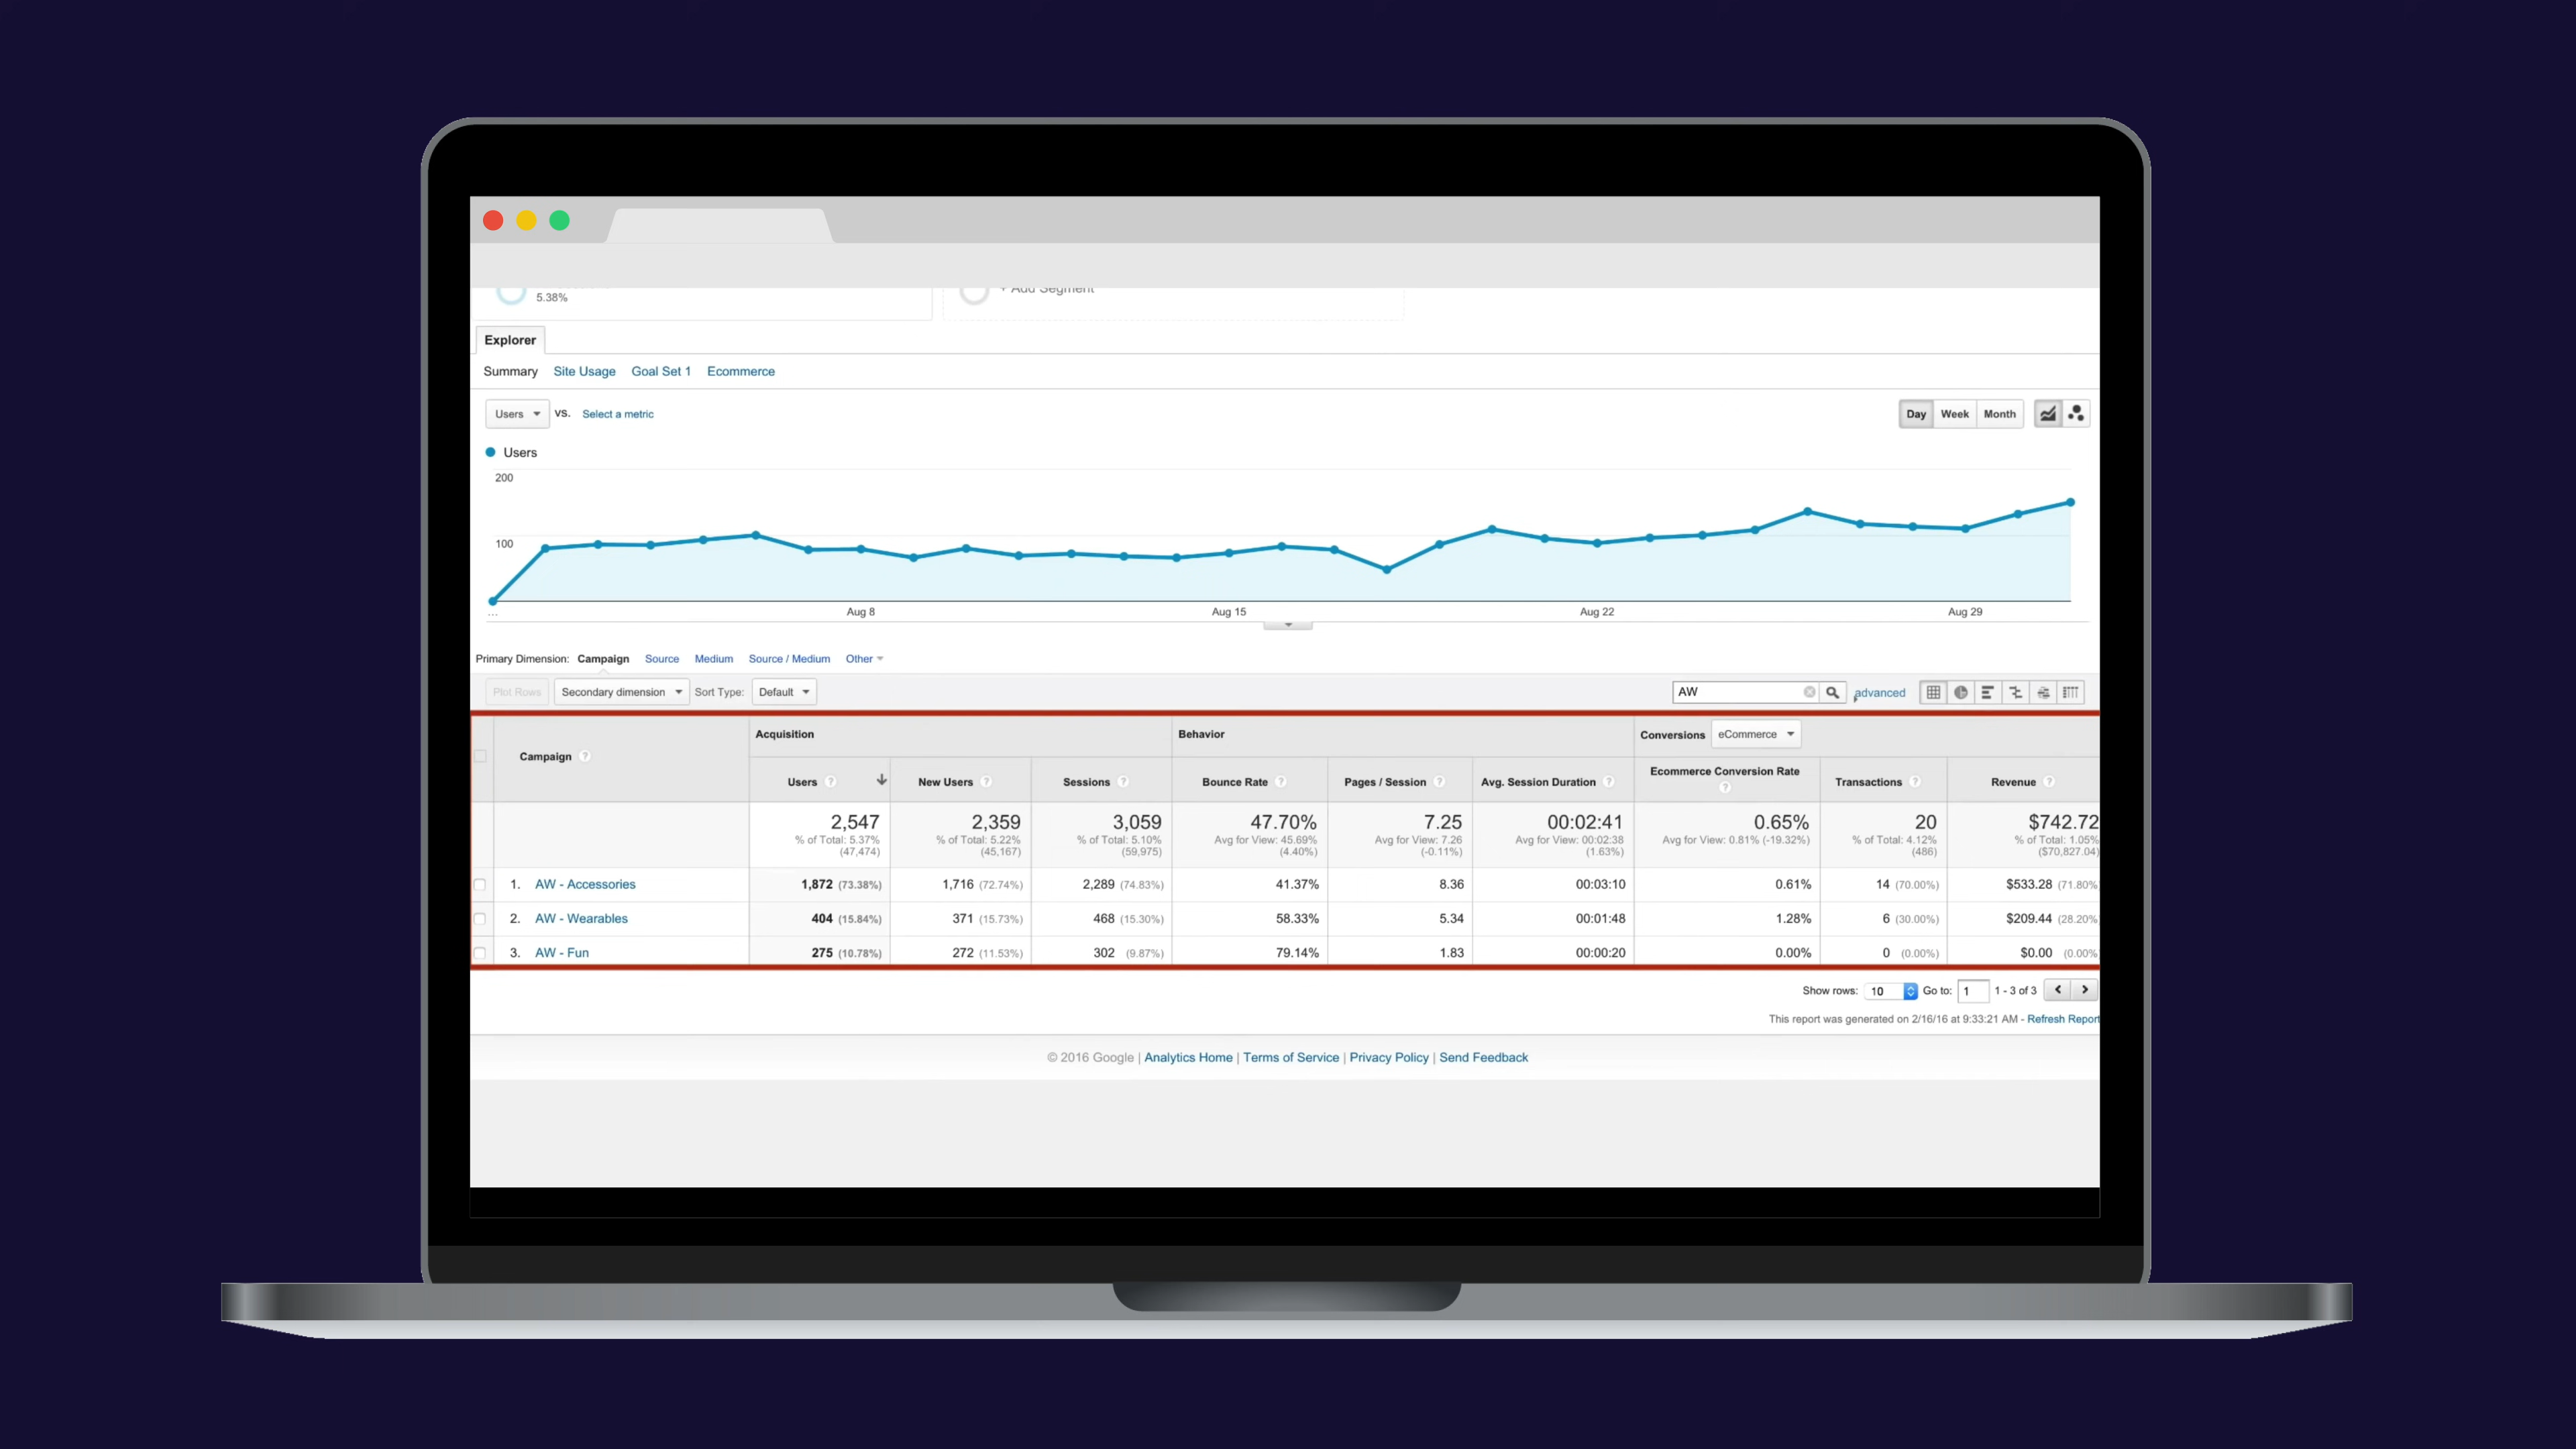 5.38%
+ Add Segment
Explorer
Summary Site Usage Goal Set 1 Ecommerce
Users VS. Select a metric Day Week Month
Users
200
100
... Aug 8 Aug 15 Aug 22 Aug 29
Primary Dimension: Campaign Source Medium Source / Medium Other
Plot Rows Secondary dimension Sort Type: Default AW advanced
Acquisition Behavior Conversions eCommerce
Campaign ? Users ? New Users ? Sessions ? Bounce Rate ? Pages / Session ? Avg. Session Duration ? Ecommerce Conversion Rate ? Transactions ? Revenue ?
2,547 2,359 3,059 47.70% 7.25 00:02:41 0.65% 20 $742.72
% of Total: 5.37% % of Total: 5.22% % of Total: 5.10% Avg for View: 45.69% Avg for View: 7.26 Avg for View: 00:02:38 Avg for View: 0.81% (-19.32%) % of Total: 4.12% % of Total: 1.05%
(47,474) (45,167) (59,975) (4.40%) (-0.11%) (1.63%) (486) ($70,827.04)
1. AW - Accessories 1,872 (73.38%) 1,716 (72.74%) 2,289 (74.83%) 41.37% 8.36 00:03:10 0.61% 14 (70.00%) $533.28 (71.80%
2. AW - Wearables 404 (15.84%) 371 (15.73%) 468 (15.30%) 58.33% 5.34 00:01:48 1.28% 6 (30.00%) $209.44 (28.20%
3. AW - Fun 275 (10.78%) 272 (11.53%) 302 (9.87%) 79.14% 1.83 00:00:20 0.00% 0 (0.00%) $0.00 (0.00%
Show rows: 10 Go to: 1 1 - 3 of 3
This report was generated on 2/16/16 at 9:33:21 AM - Refresh Report
© 2016 Google | Analytics Home | Terms of Service | Privacy Policy | Send Feedback